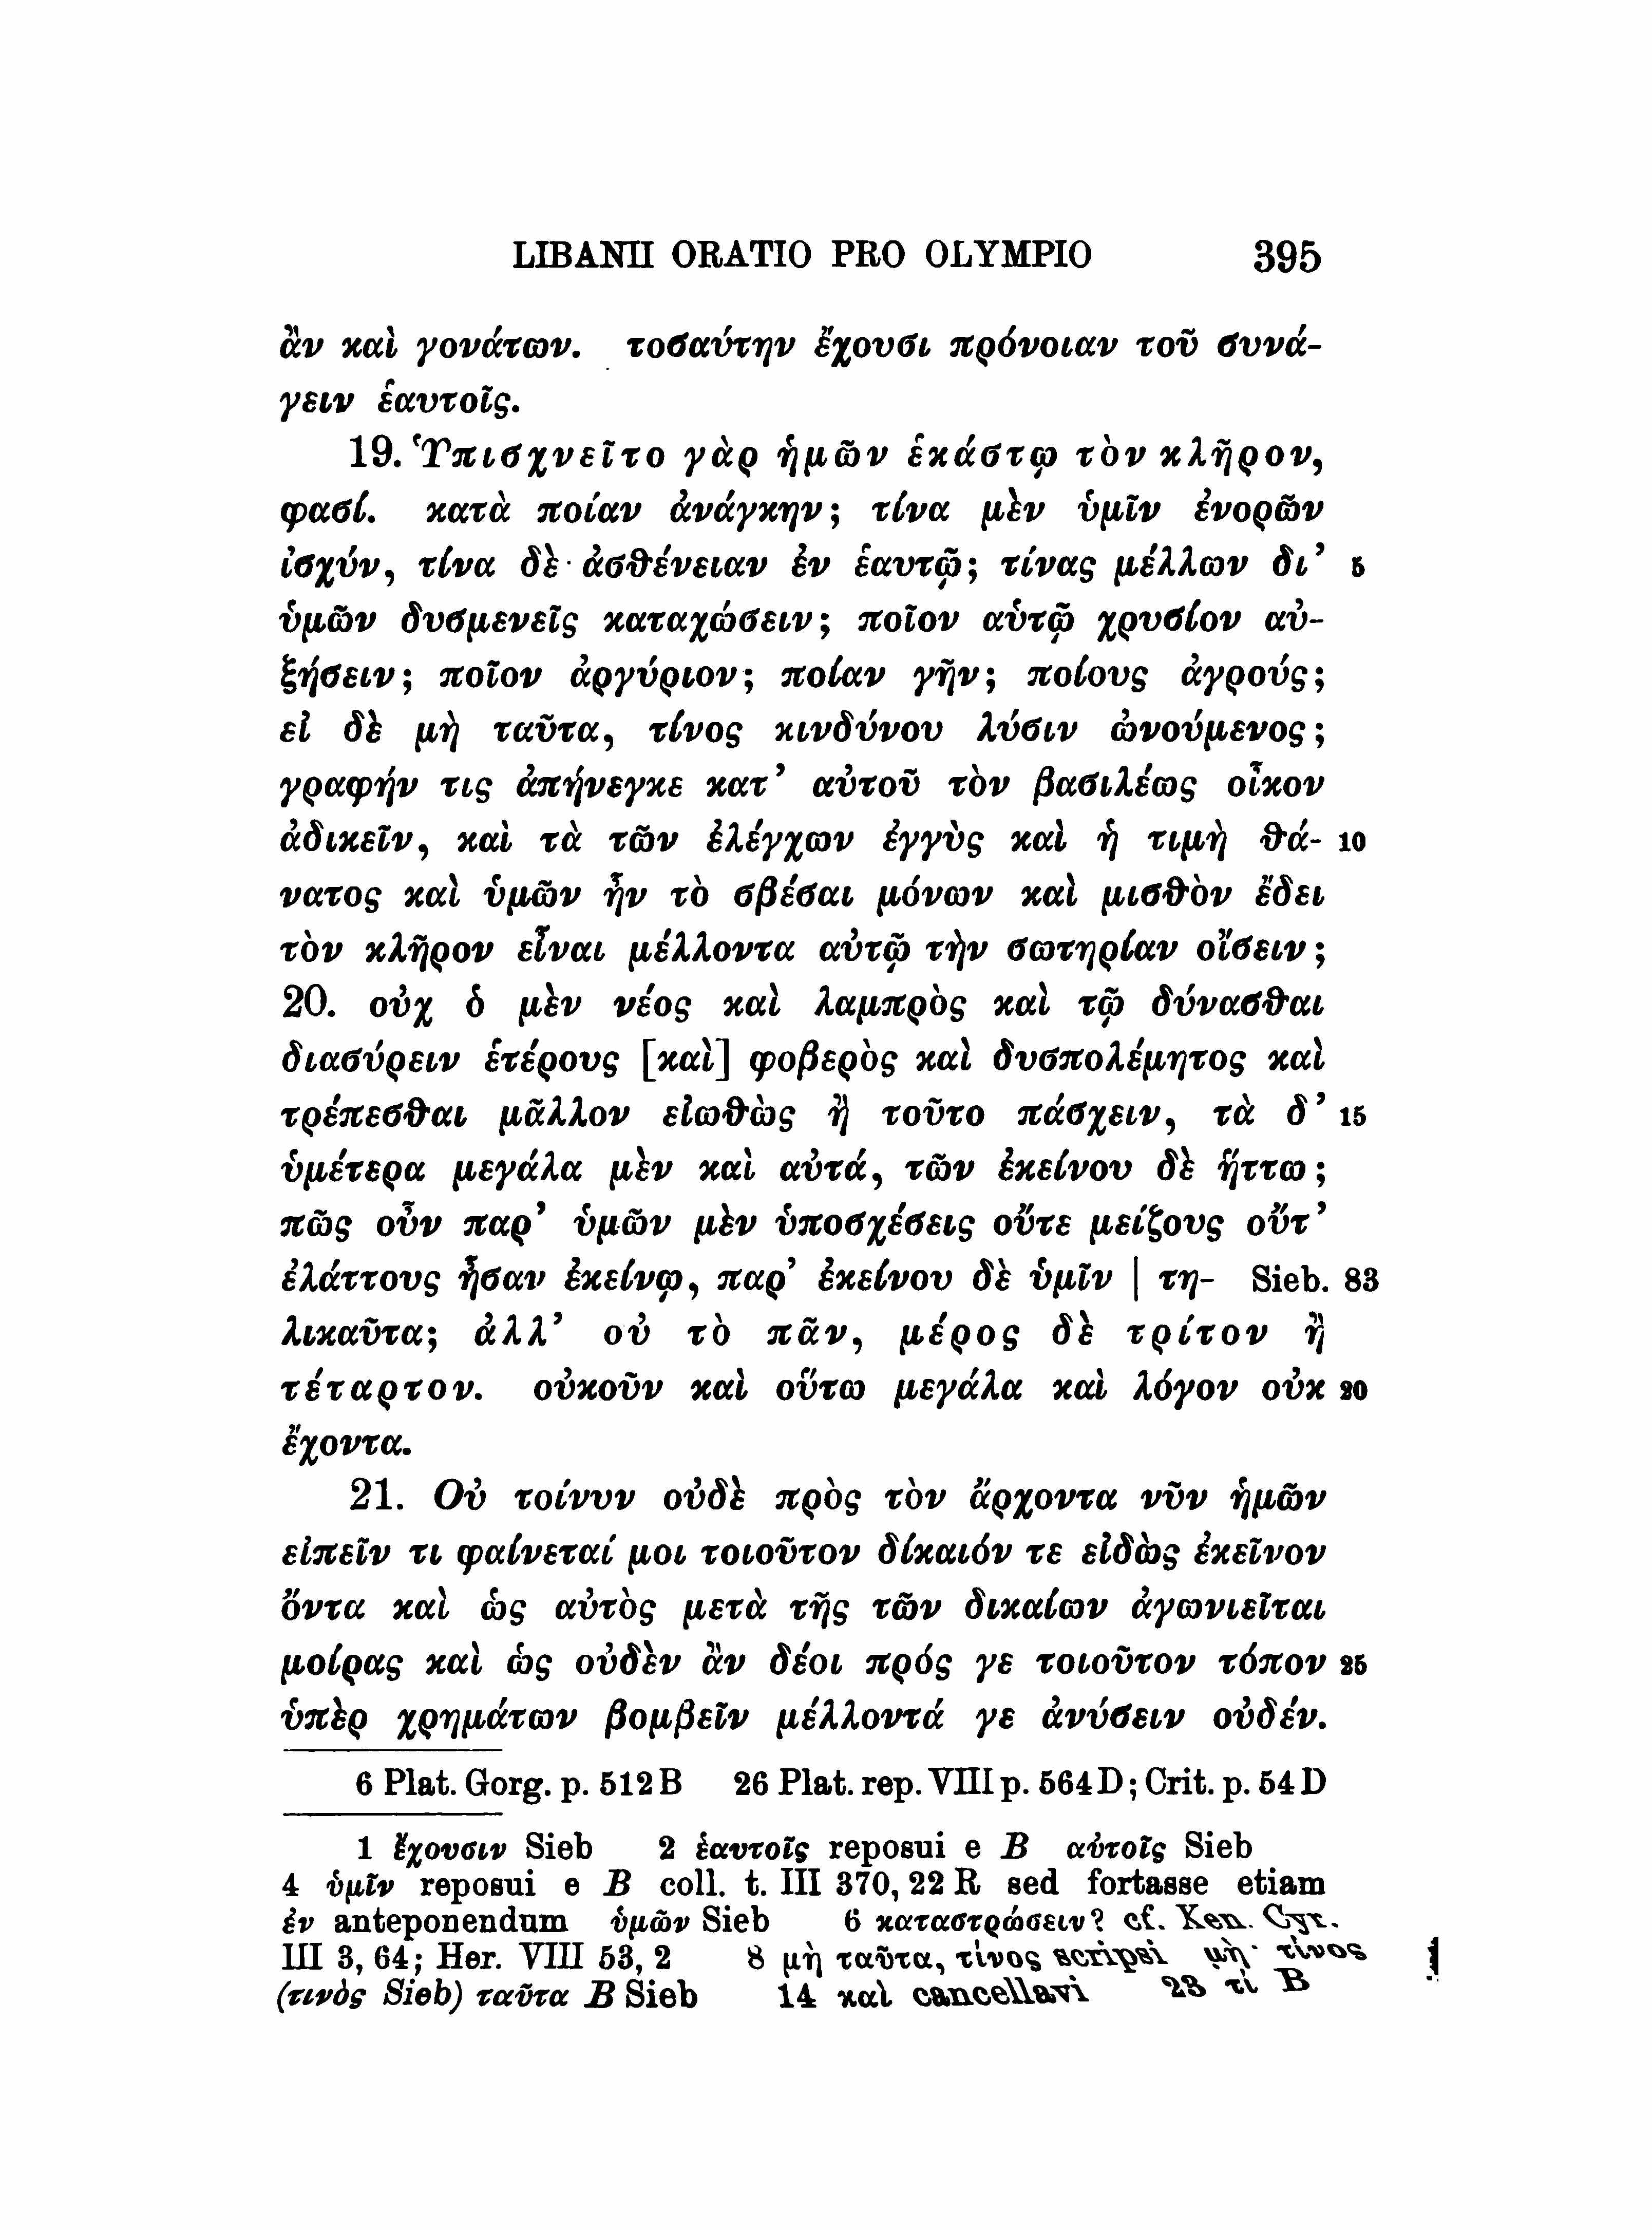 LIBANII ORATIO PRO OLYMPIO 395
ἂν καὶ γονάτων. τοσαύτην ἔχουσι πρόνοιαν τοῦ συνά-
γειν ἑαυτοῖς.
19. Ὑπισχνεῖτο γὰρ ἡμῶν ἑκάστῳ τὸν κλῆρον,
φασί. κατὰ ποίαν ἀνάγκην; τίνα μὲν ὑμῖν ἐνορῶν
ἰσχύν, τίνα δὲ ἀσθένειαν ἐν ἑαυτῷ; τίνας μέλλων δι’ 5
ὑμῶν δυσμενεῖς καταχώσειν; ποῖον αὑτῷ χρυσίον αὐ-
ξήσειν; ποῖον ἀργύριον; ποίαν γῆν; ποίους ἀγρούς;
εἰ δὲ μὴ ταῦτα, τίνος κινδύνου λύσιν ὠνούμενος;
γραφήν τις ἀπήνεγκε κατ’ αὐτοῦ τὸν βασιλέως οἶκον
ἀδικεῖν, καὶ τὰ τῶν ἐλέγχων ἐγγὺς καὶ ἡ τιμὴ θά- 10
νατος καὶ ὑμῶν ἦν τὸ σβέσαι μόνων καὶ μισθὸν ἔδει
τὸν κλῆρον εἶναι μέλλοντα αὐτῷ τὴν σωτηρίαν οἴσειν;
20. οὐχ ὁ μὲν νέος καὶ λαμπρὸς καὶ τῷ δύνασθαι
διασύρειν ἑτέρους [καὶ] φοβερὸς καὶ δυσπολέμητος καὶ
τρέπεσθαι μᾶλλον εἰωθὼς ἢ τοῦτο πάσχειν, τὰ δ’ 15
ὑμέτερα μεγάλα μὲν καὶ αὐτά, τῶν ἐκείνου δὲ ἥττω;
πῶς οὖν παρ’ ὑμῶν μὲν ὑποσχέσεις οὔτε μείζους οὔτ’
ἐλάττους ἦσαν ἐκείνῳ, παρ’ ἐκείνου δὲ ὑμῖν | τη- Sieb. 83
λικαῦτα; ἀλλ’ οὐ τὸ πᾶν, μέρος δὲ τρίτον ἢ
τέταρτον. οὐκοῦν καὶ οὕτω μεγάλα καὶ λόγον οὐκ 20
ἔχοντα.
21. Οὐ τοίνυν οὐδὲ πρὸς τὸν ἄρχοντα νῦν ἡμῶν
εἰπεῖν τι φαίνεταί μοι τοιοῦτον δίκαιόν τε εἰδὼς ἐκεῖνον
ὄντα καὶ ὡς αὐτὸς μετὰ τῆς τῶν δικαίων ἀγωνιεῖται
μοίρας καὶ ὡς οὐδὲν ἂν δέοι πρός γε τοιοῦτον τόπον 25
ὑπὲρ χρημάτων βομβεῖν μέλλοντά γε ἀνύσειν οὐδέν.
6 Plat. Gorg. p. 512 B 26 Plat. rep. VIII p. 564 D; Crit. p. 54 D
1 ἔχουσιν Sieb 2 ἑαυτοῖς reposui e B αὑτοῖς Sieb
4 ὑμῖν reposui e B coll. t. III 370, 22 R sed fortasse etiam
ἐν anteponendum ὑμῶν Sieb 6 καταστρώσειν? cf. Xen. Cyr.
III 3, 64; Her. VIII 53, 2 8 μὴ ταῦτα, τίνος scripsi μὴ· τίνος
(τινὸς Sieb) ταῦτα B Sieb 14 καὶ cancellavi 23 τί B